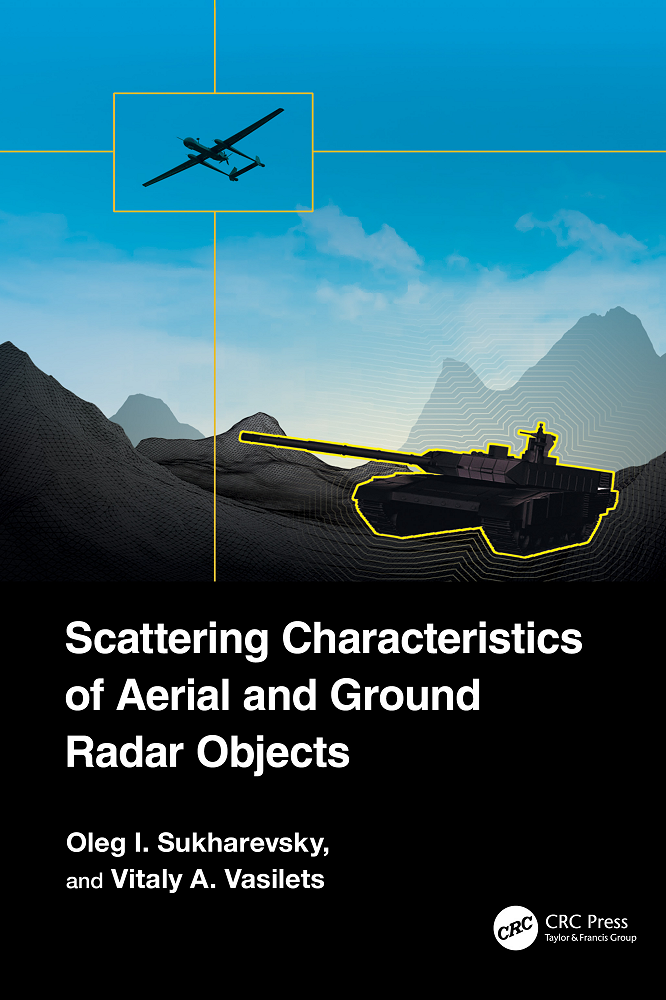 Scattering Characteristics
of Aerial and Ground
Radar Objects
Oleg I. Sukharevsky,
and Vitaly A. Vasilets
CRC
CRC Press
Taylor & Francis Group